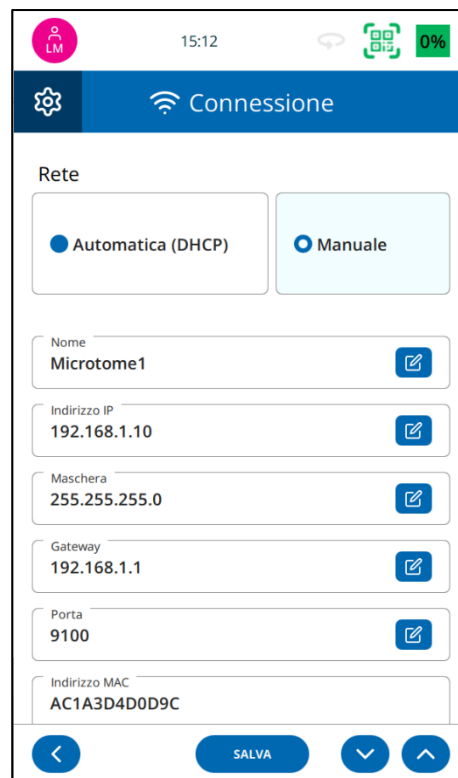 LM
15:12
0%
Connessione
Rete
Automatica (DHCP)
Manuale
Nome
Microtome1
Indirizzo IP
192.168.1.10
Maschera
255.255.255.0
Gateway
192.168.1.1
Porta
9100
Indirizzo MAC
AC1A3D4D0D9C
SALVA